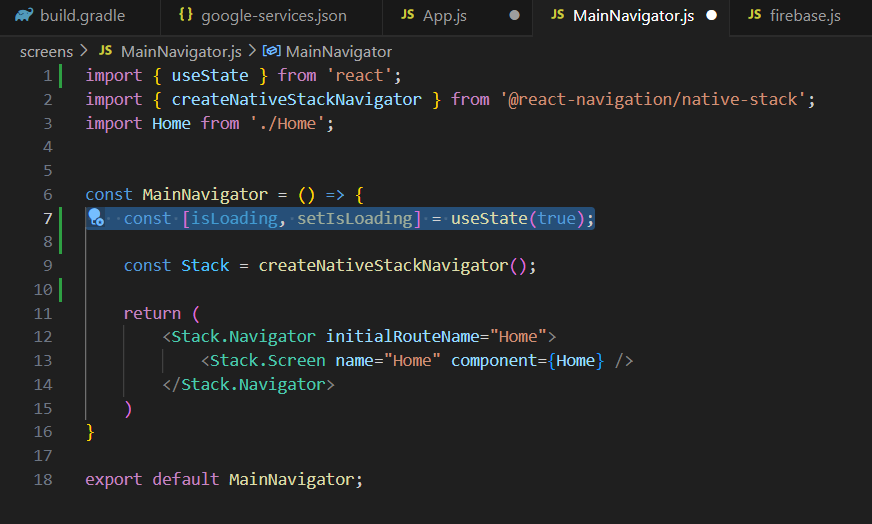 build.gradle {} google-services.json JS App.js JS MainNavigator.js JS firebase.js
screens > JS MainNavigator.js > MainNavigator
1 import { useState } from 'react';
2 import { createNativeStackNavigator } from '@react-navigation/native-stack';
3 import Home from './Home';
4
5
6 const MainNavigator = () => {
7 const [isLoading, setIsLoading] = useState(true);
8
9 const Stack = createNativeStackNavigator();
10
11 return (
12 <Stack.Navigator initialRouteName="Home">
13 <Stack.Screen name="Home" component={Home} />
14 </Stack.Navigator>
15 )
16 }
17
18 export default MainNavigator;